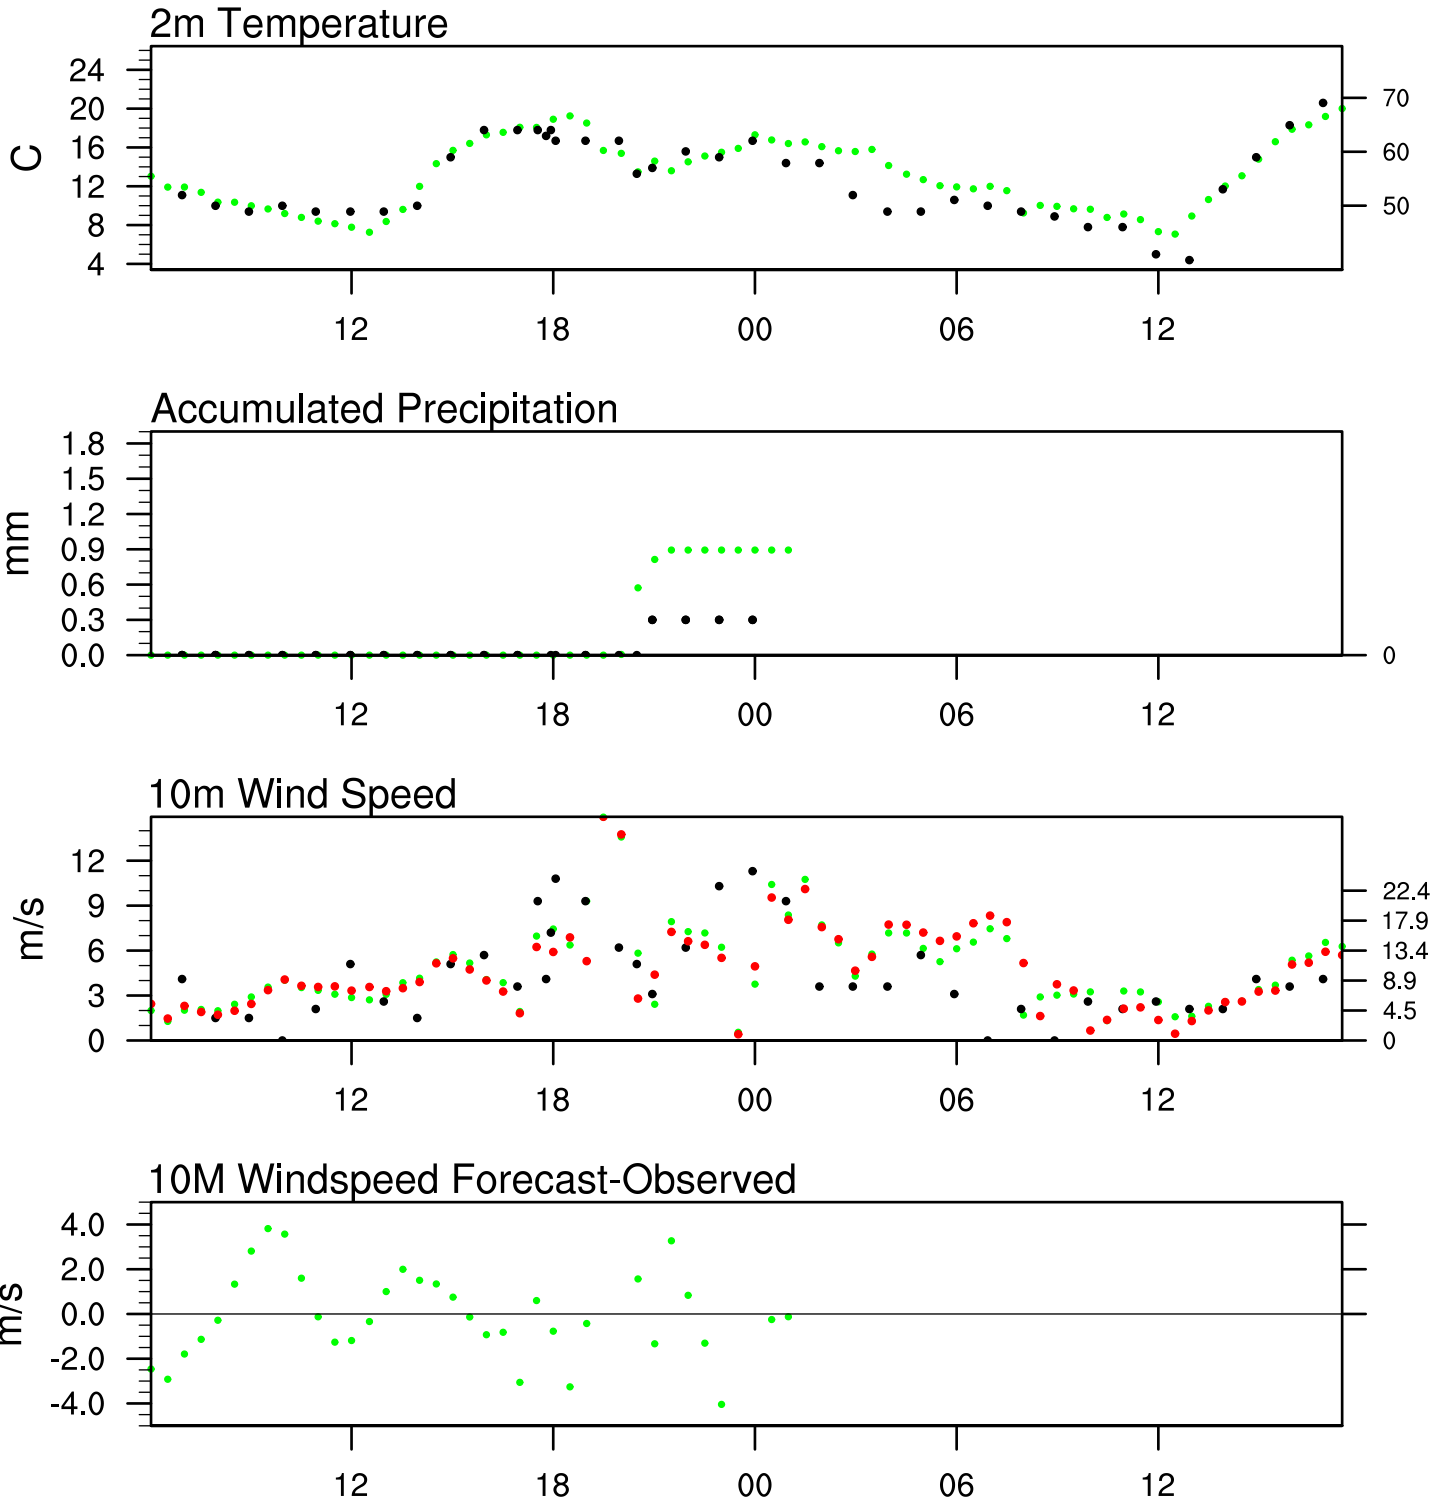 2m Temperature
C
24
20
16
12
8
4
70
60
50
12 18 00 06 12
Accumulated Precipitation
mm
1.8
1.5
1.2
0.9
0.6
0.3
0.0
0
12 18 00 06 12
10m Wind Speed
m/s
12
9
6
3
0
22.4
17.9
13.4
8.9
4.5
0
12 18 00 06 12
10M Windspeed Forecast-Observed
m/s
4.0
2.0
0.0
-2.0
-4.0
12 18 00 06 12